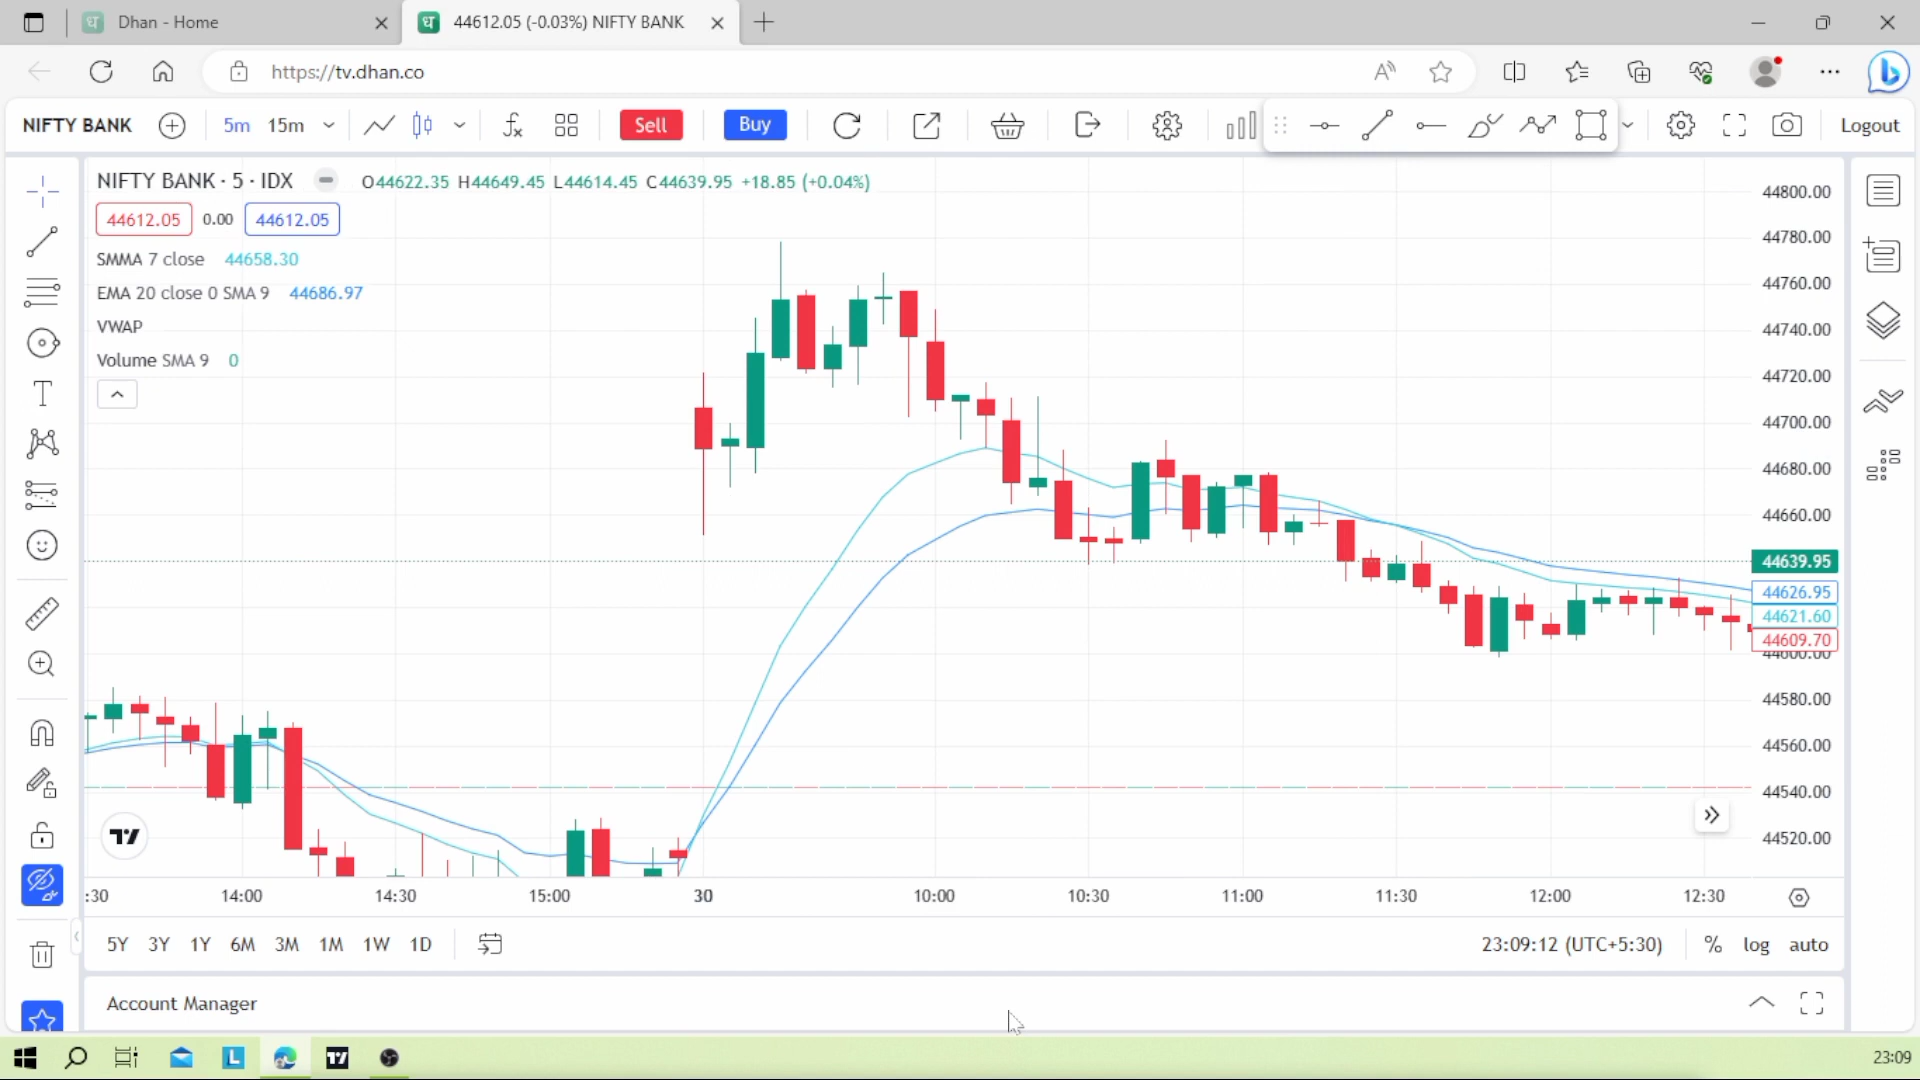 Dhan - Home
44612.05 (-0.03%) NIFTY BANK
https://tv.dhan.co
NIFTY BANK
5m
15m
Sell
Buy
Logout
NIFTY BANK · 5 · IDX
O44622.35 H44649.45 L44614.45 C44639.95 +18.85 (+0.04%)
44612.05
0.00
44612.05
SMMA 7 close 44658.30
EMA 20 close 0 SMA 9 44686.97
VWAP
Volume SMA 9 0
44800.00
44780.00
44760.00
44740.00
44720.00
44700.00
44680.00
44660.00
44639.95
44626.95
44621.60
44609.70
44600.00
44580.00
44560.00
44540.00
44520.00
:30 14:00 14:30 15:00 30 10:00 10:30 11:00 11:30 12:00 12:30
5Y 3Y 1Y 6M 3M 1M 1W 1D
23:09:12 (UTC+5:30)
% log auto
Account Manager
23:09